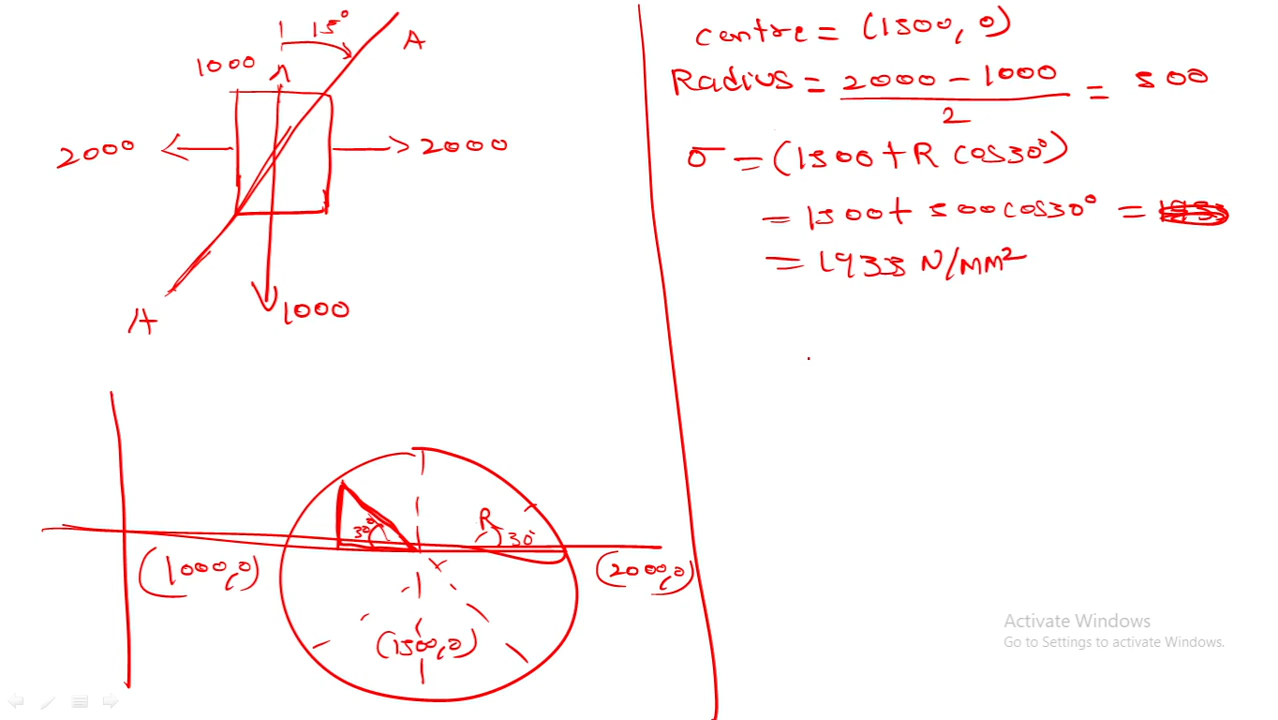 15°
A
1000
2000
2000
A
1000
30°
R
30°
(1000,0)
(2000,0)
(1500,0)
centre = (1500, 0)
Radius = 2000 - 1000 / 2 = 500
σ = (1500 + R cos30°)
= 1500 + 500 cos30° =
= 1933 N/mm²
Activate Windows
Go to Settings to activate Windows.